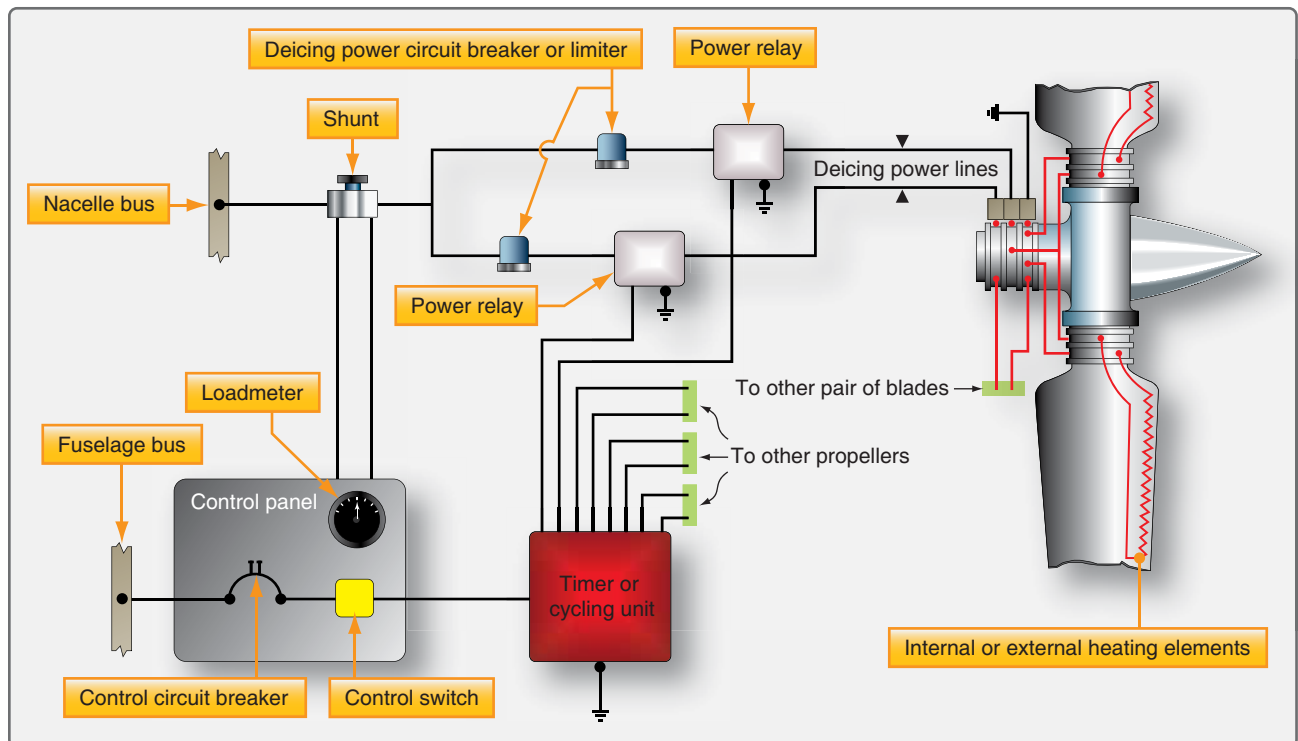 Deicing power circuit breaker or limiter
Power relay
Shunt
Nacelle bus
Deicing power lines
Power relay
Loadmeter
To other pair of blades
Fuselage bus
To other propellers
Control panel
Timer or
cycling unit
Internal or external heating elements
Control circuit breaker
Control switch